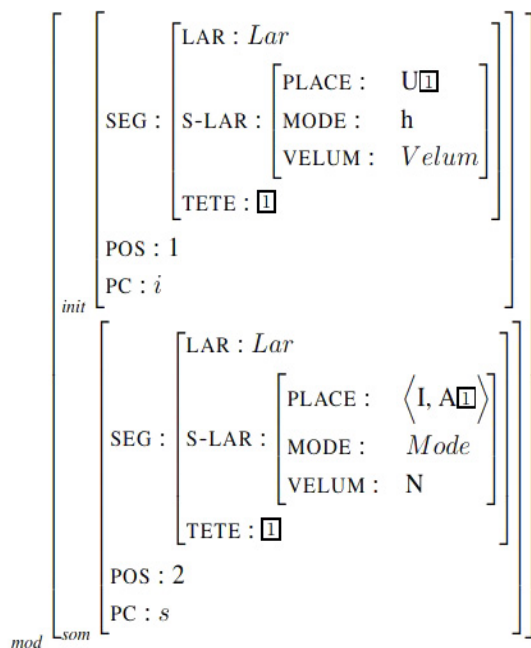 LAR : Lar
PLACE : U1
SEG : S-LAR : MODE : h
VELUM : Velum
TETE : 1
POS : 1
PC : i
init
LAR : Lar
PLACE : ⟨I, A1⟩
SEG : S-LAR : MODE : Mode
VELUM : N
TETE : 1
POS : 2
PC : s
mod som